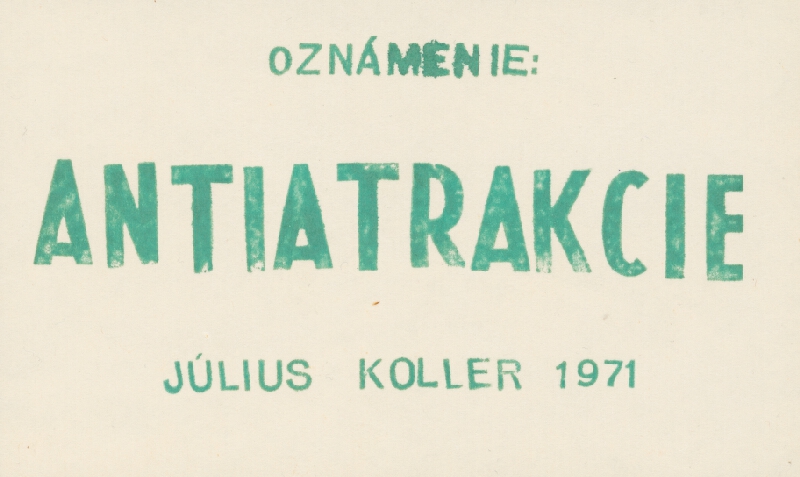 OZNÁMENIE:
ANTIATRAKCIE
JÚLIUS KOLLER 1971